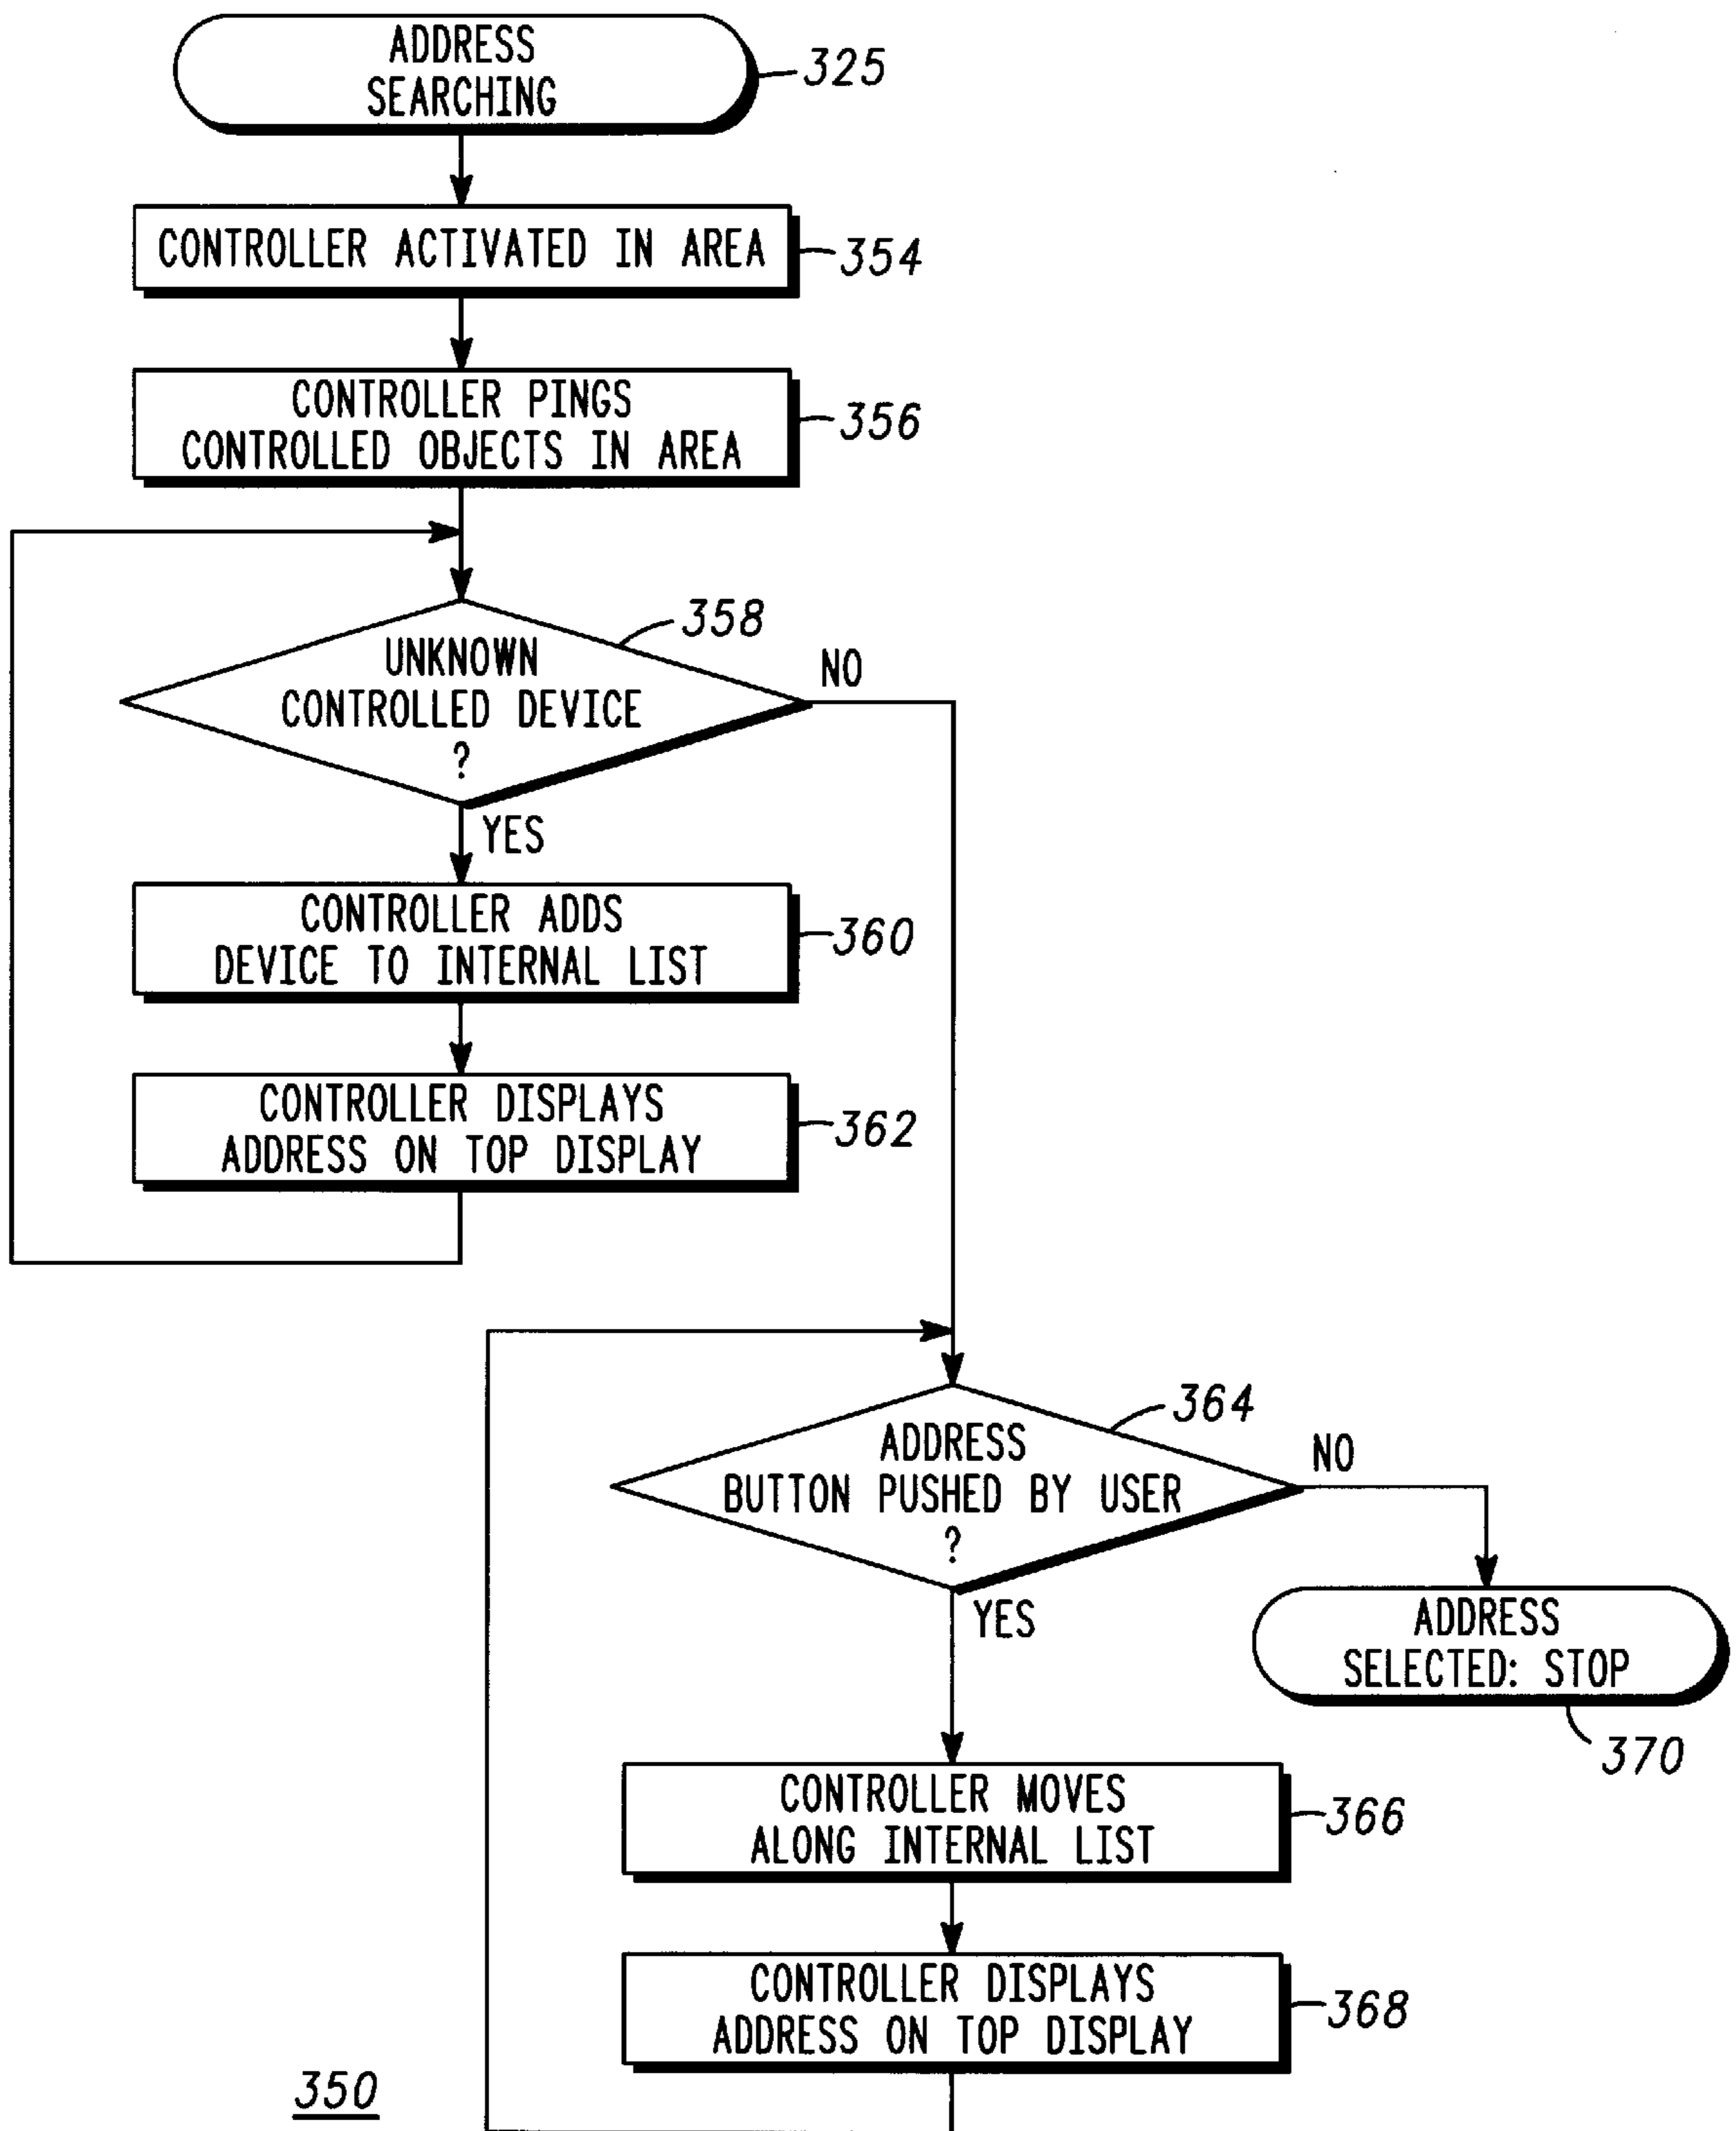 ADDRESS
SEARCHING
325
CONTROLLER ACTIVATED IN AREA
354
CONTROLLER PINGS
CONTROLLED OBJECTS IN AREA
356
358
UNKNOWN
CONTROLLED DEVICE
?
NO
YES
CONTROLLER ADDS
DEVICE TO INTERNAL LIST
360
CONTROLLER DISPLAYS
ADDRESS ON TOP DISPLAY
362
364
ADDRESS
BUTTON PUSHED BY USER
?
NO
YES
ADDRESS
SELECTED: STOP
370
CONTROLLER MOVES
ALONG INTERNAL LIST
366
CONTROLLER DISPLAYS
ADDRESS ON TOP DISPLAY
368
350